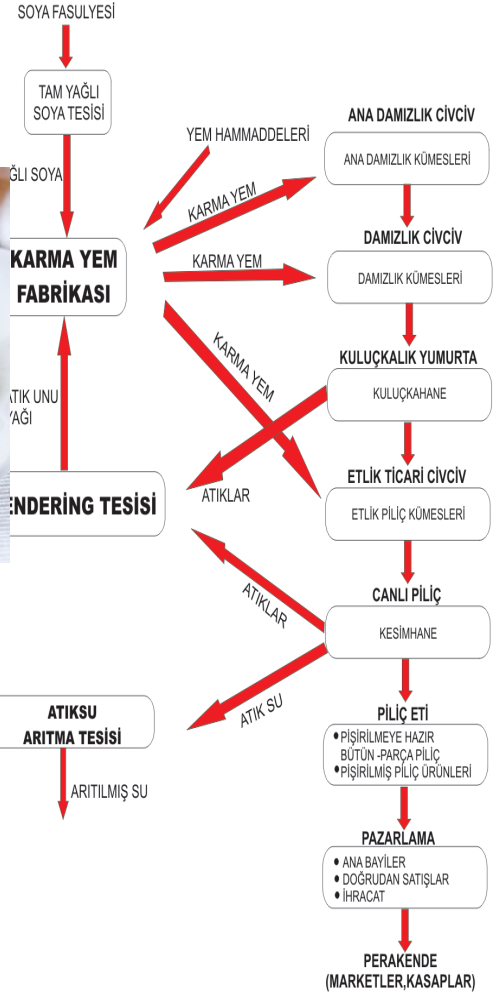 SOYA FASULYESİ
TAM YAĞLI
SOYA TESİSİ
YEM HAMMADDELERİ
SOYA
KARMA YEM
FABRİKASI
KARMA YEM
KARMA YEM
KARMA YEM
UNU
TESİSİ
ATIKLAR
ATIKLAR
ATIK SU
ATIKSU
ARITMA TESİSİ
ARITILMIŞ SU
ANA DAMIZLIK CİVCİV
ANA DAMIZLIK KÜMESLERİ
DAMIZLIK CİVCİV
DAMIZLIK KÜMESLERİ
KULUÇKALIK YUMURTA
KULUÇKAHANE
ETLİK TİCARİ CİVCİV
ETLİK PİLİÇ KÜMESLERİ
CANLI PİLİÇ
KESİMHANE
PİLİÇ ETİ
•PİŞİRİLMEYE HAZIR
BÜTÜN -PARÇA PİLİÇ
•PİŞİRİLMİŞ PİLİÇ ÜRÜNLERİ
PAZARLAMA
• ANA BAYİLER
• DOĞRUDAN SATIŞLAR
• İHRACAT
PERAKENDE
(MARKETLER,KASAPLAR)